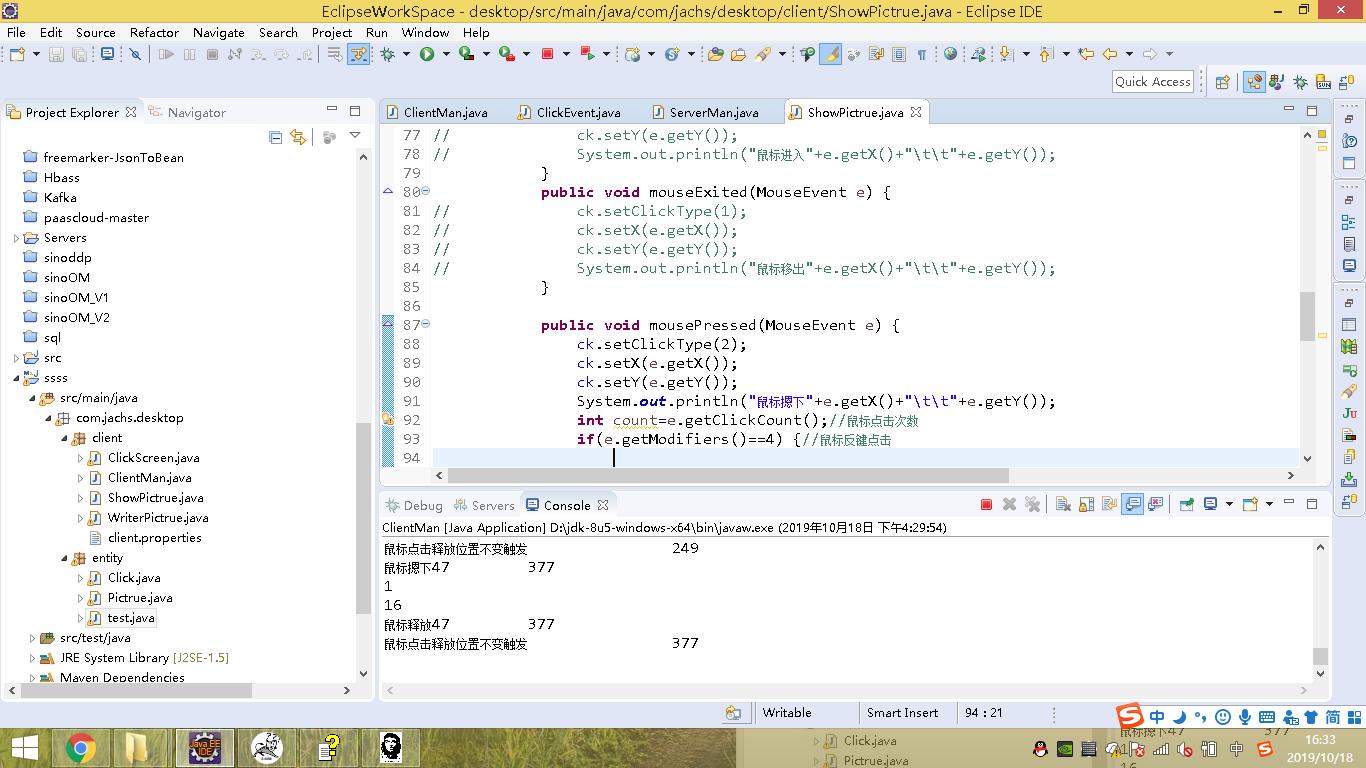 EclipseWorkSpace - desktop/src/main/java/com/jachs/desktop/client/ShowPictrue.java - Eclipse IDE
File Edit Source Refactor Navigate Search Project Run Window Help
Quick Access
Project Explorer Navigator
freemarker-JsonToBean
Hbass
Kafka
paascloud-master
Servers
sinoddp
sinoOM
sinoOM_V1
sinoOM_V2
sql
src
ssss
src/main/java
com.jachs.desktop
client
ClickScreen.java
ClientMan.java
ShowPictrue.java
WriterPictrue.java
client.properties
entity
Click.java
Pictrue.java
test.java
src/test/java
JRE System Library [J2SE-1.5]
Maven Dependencies
ClientMan.java ClickEvent.java ServerMan.java ShowPictrue.java
77 // ck.setY(e.getY());
78 // System.out.println("鼠标进入"+e.getX()+"\t\t"+e.getY());
79 }
80 public void mouseExited(MouseEvent e) {
81 // ck.setClickType(1);
82 // ck.setX(e.getX());
83 // ck.setY(e.getY());
84 // System.out.println("鼠标移出"+e.getX()+"\t\t"+e.getY());
85 }
86
87 public void mousePressed(MouseEvent e) {
88 ck.setClickType(2);
89 ck.setX(e.getX());
90 ck.setY(e.getY());
91 System.out.println("鼠标摁下"+e.getX()+"\t\t"+e.getY());
92 int count=e.getClickCount();//鼠标点击次数
93 if(e.getModifiers()==4) {//鼠标反键点击
94
Debug Servers Console
ClientMan [Java Application] D:\jdk-8u5-windows-x64\bin\javaw.exe (2019年10月18日 下午4:29:54)
鼠标点击释放位置不变触发 249
鼠标摁下47 377
1
16
鼠标释放47 377
鼠标点击释放位置不变触发 377
Writable Smart Insert 94 : 21
中 简
Java EE IDE
Click.java
Pictrue.java
中
16:33
2019/10/18